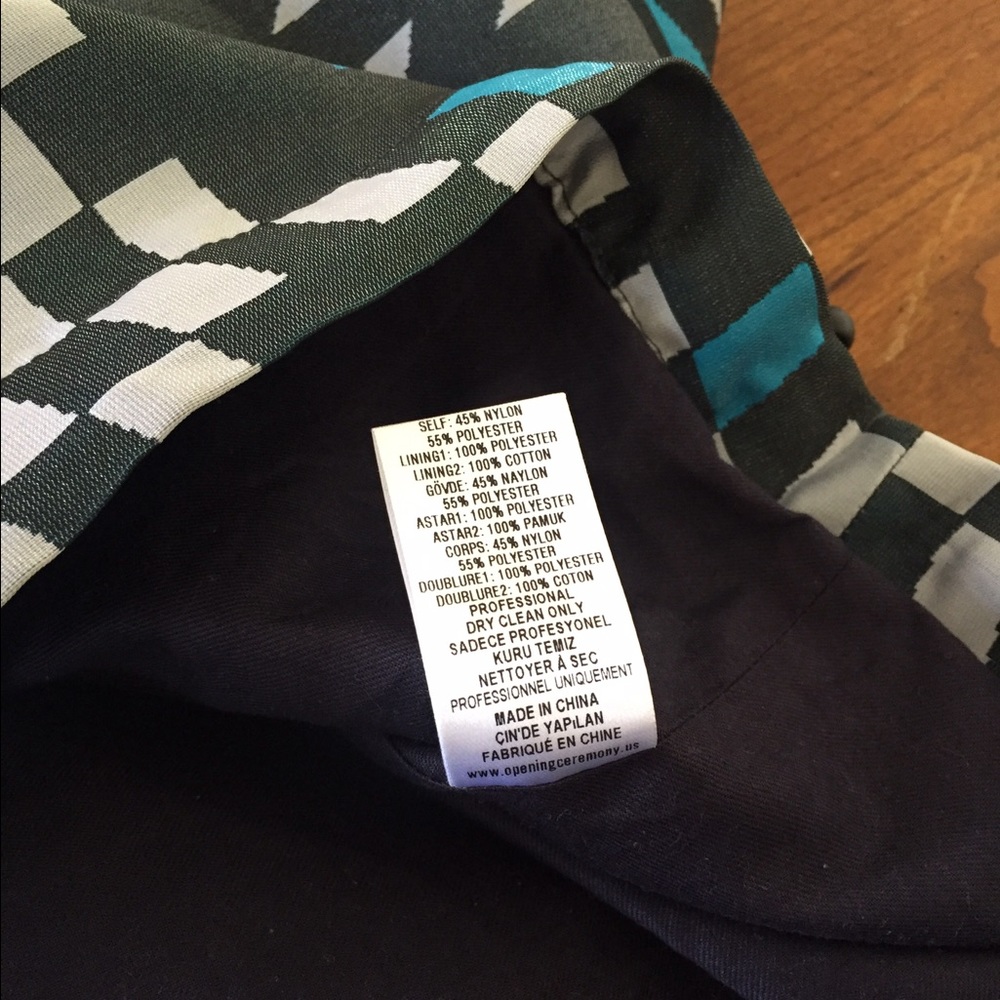 SELF: 45% NYLON
55% POLYESTER
LINING1: 100% POLYESTER
LINING2: 100% COTTON
GÖVDE: 45% NAYLON
55% POLYESTER
ASTAR1: 100% POLYESTER
ASTAR2: 100% PAMUK
CORPS: 45% NYLON
55% POLYESTER
DOUBLURE1: 100% POLYESTER
DOUBLURE2: 100% COTON
PROFESSIONAL
DRY CLEAN ONLY
SADECE PROFESYONEL
KURU TEMIZ
NETTOYER À SEC
PROFESSIONNEL UNIQUEMENT
MADE IN CHINA
ÇIN'DE YAPıLAN
FABRIQUÉ EN CHINE
www.openingceremony.us